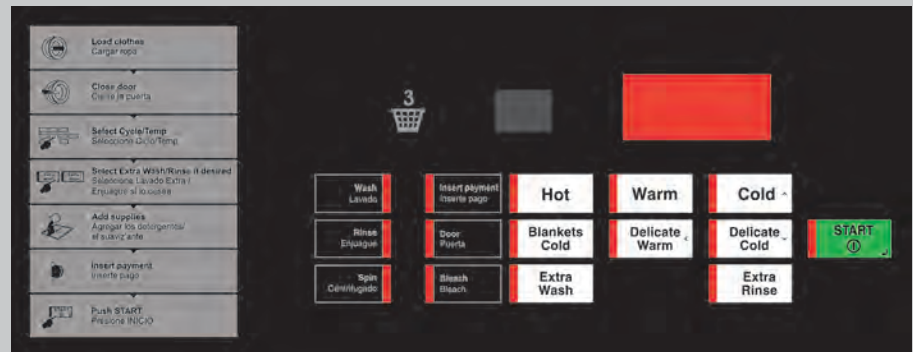 Load clothes
Cargar ropa
Close door
Cierre la puerta
Select Cycle/Temp
Seleccione Ciclo/Temp
Select Extra Wash/Rinse if desired
Seleccione Lavado Extra /
Enjuague si lo desea
Add supplies
Agregar los detergentes/
el suavizante
Insert payment
Inserte pago
Push START
Presione INICIO
3
Wash
Lavado
Insert payment
Inserte pago
Hot
Warm
Cold
Rinse
Enjuague
Door
Puerta
Blankets
Cold
Delicate
Warm
Delicate
Cold
START
Spin
Centrifugado
Bleach
Bleach
Extra
Wash
Extra
Rinse